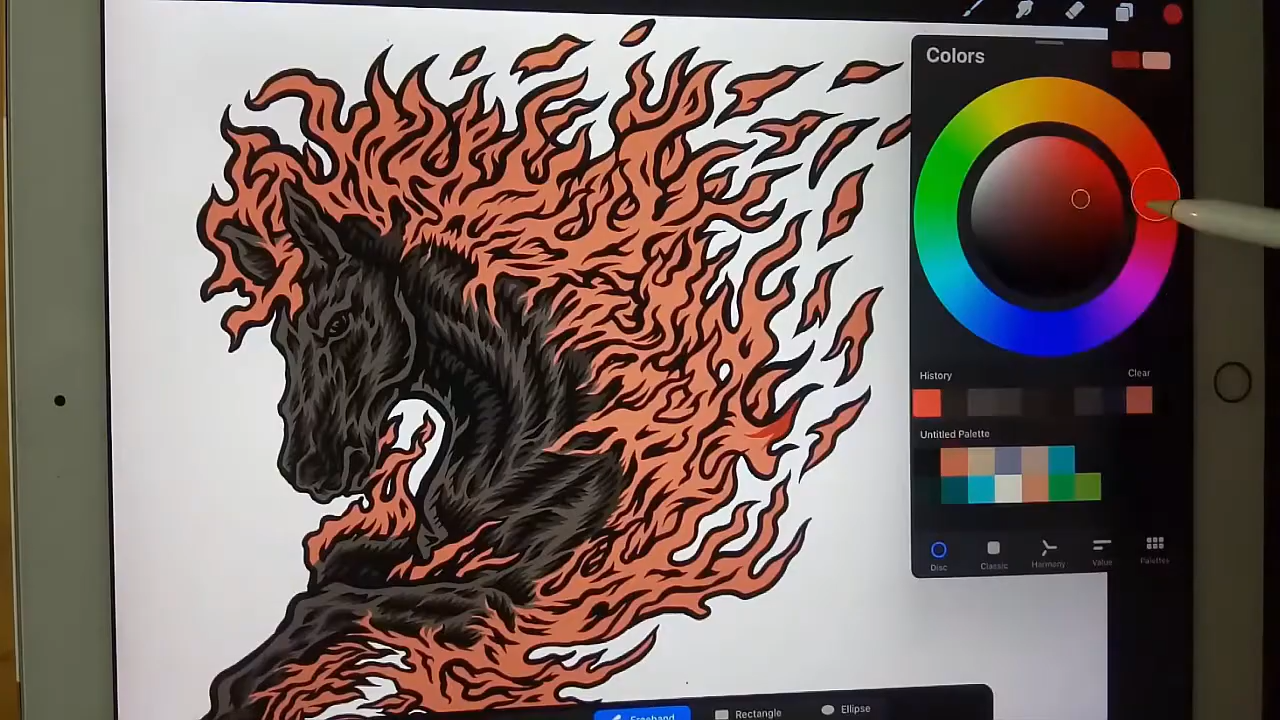 Colors
History
Clear
Untitled Palette
Disc
Classic
Harmony
Value
Palettes
Freehand
Rectangle
Ellipse